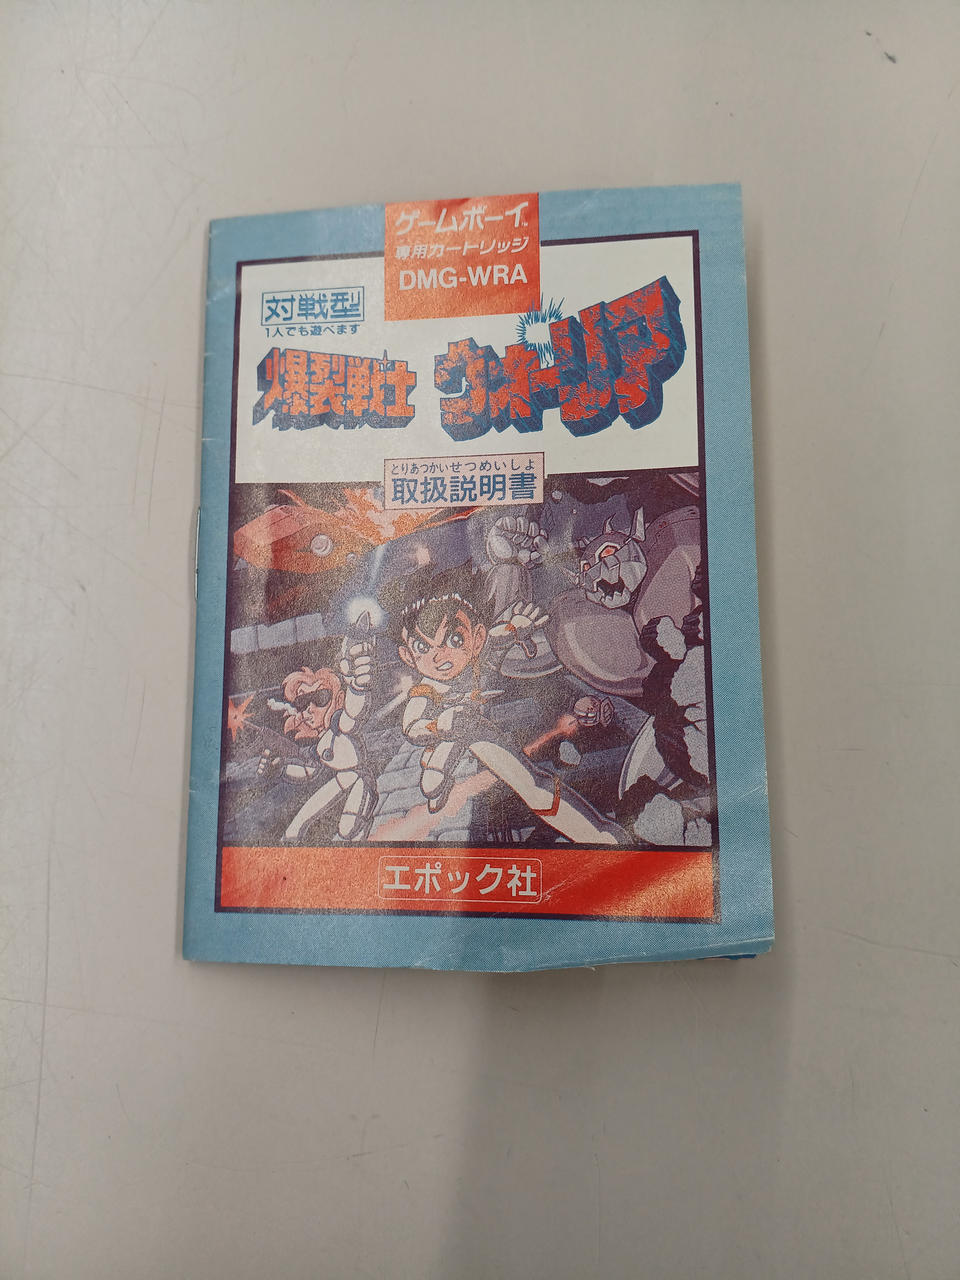 ゲームボーイ™
専用カートリッジ
DMG-WRA
対戦型
1人でも遊べます
爆裂戦士 ウォーリア
とりあつかいせつめいしょ
取扱説明書
エポック社